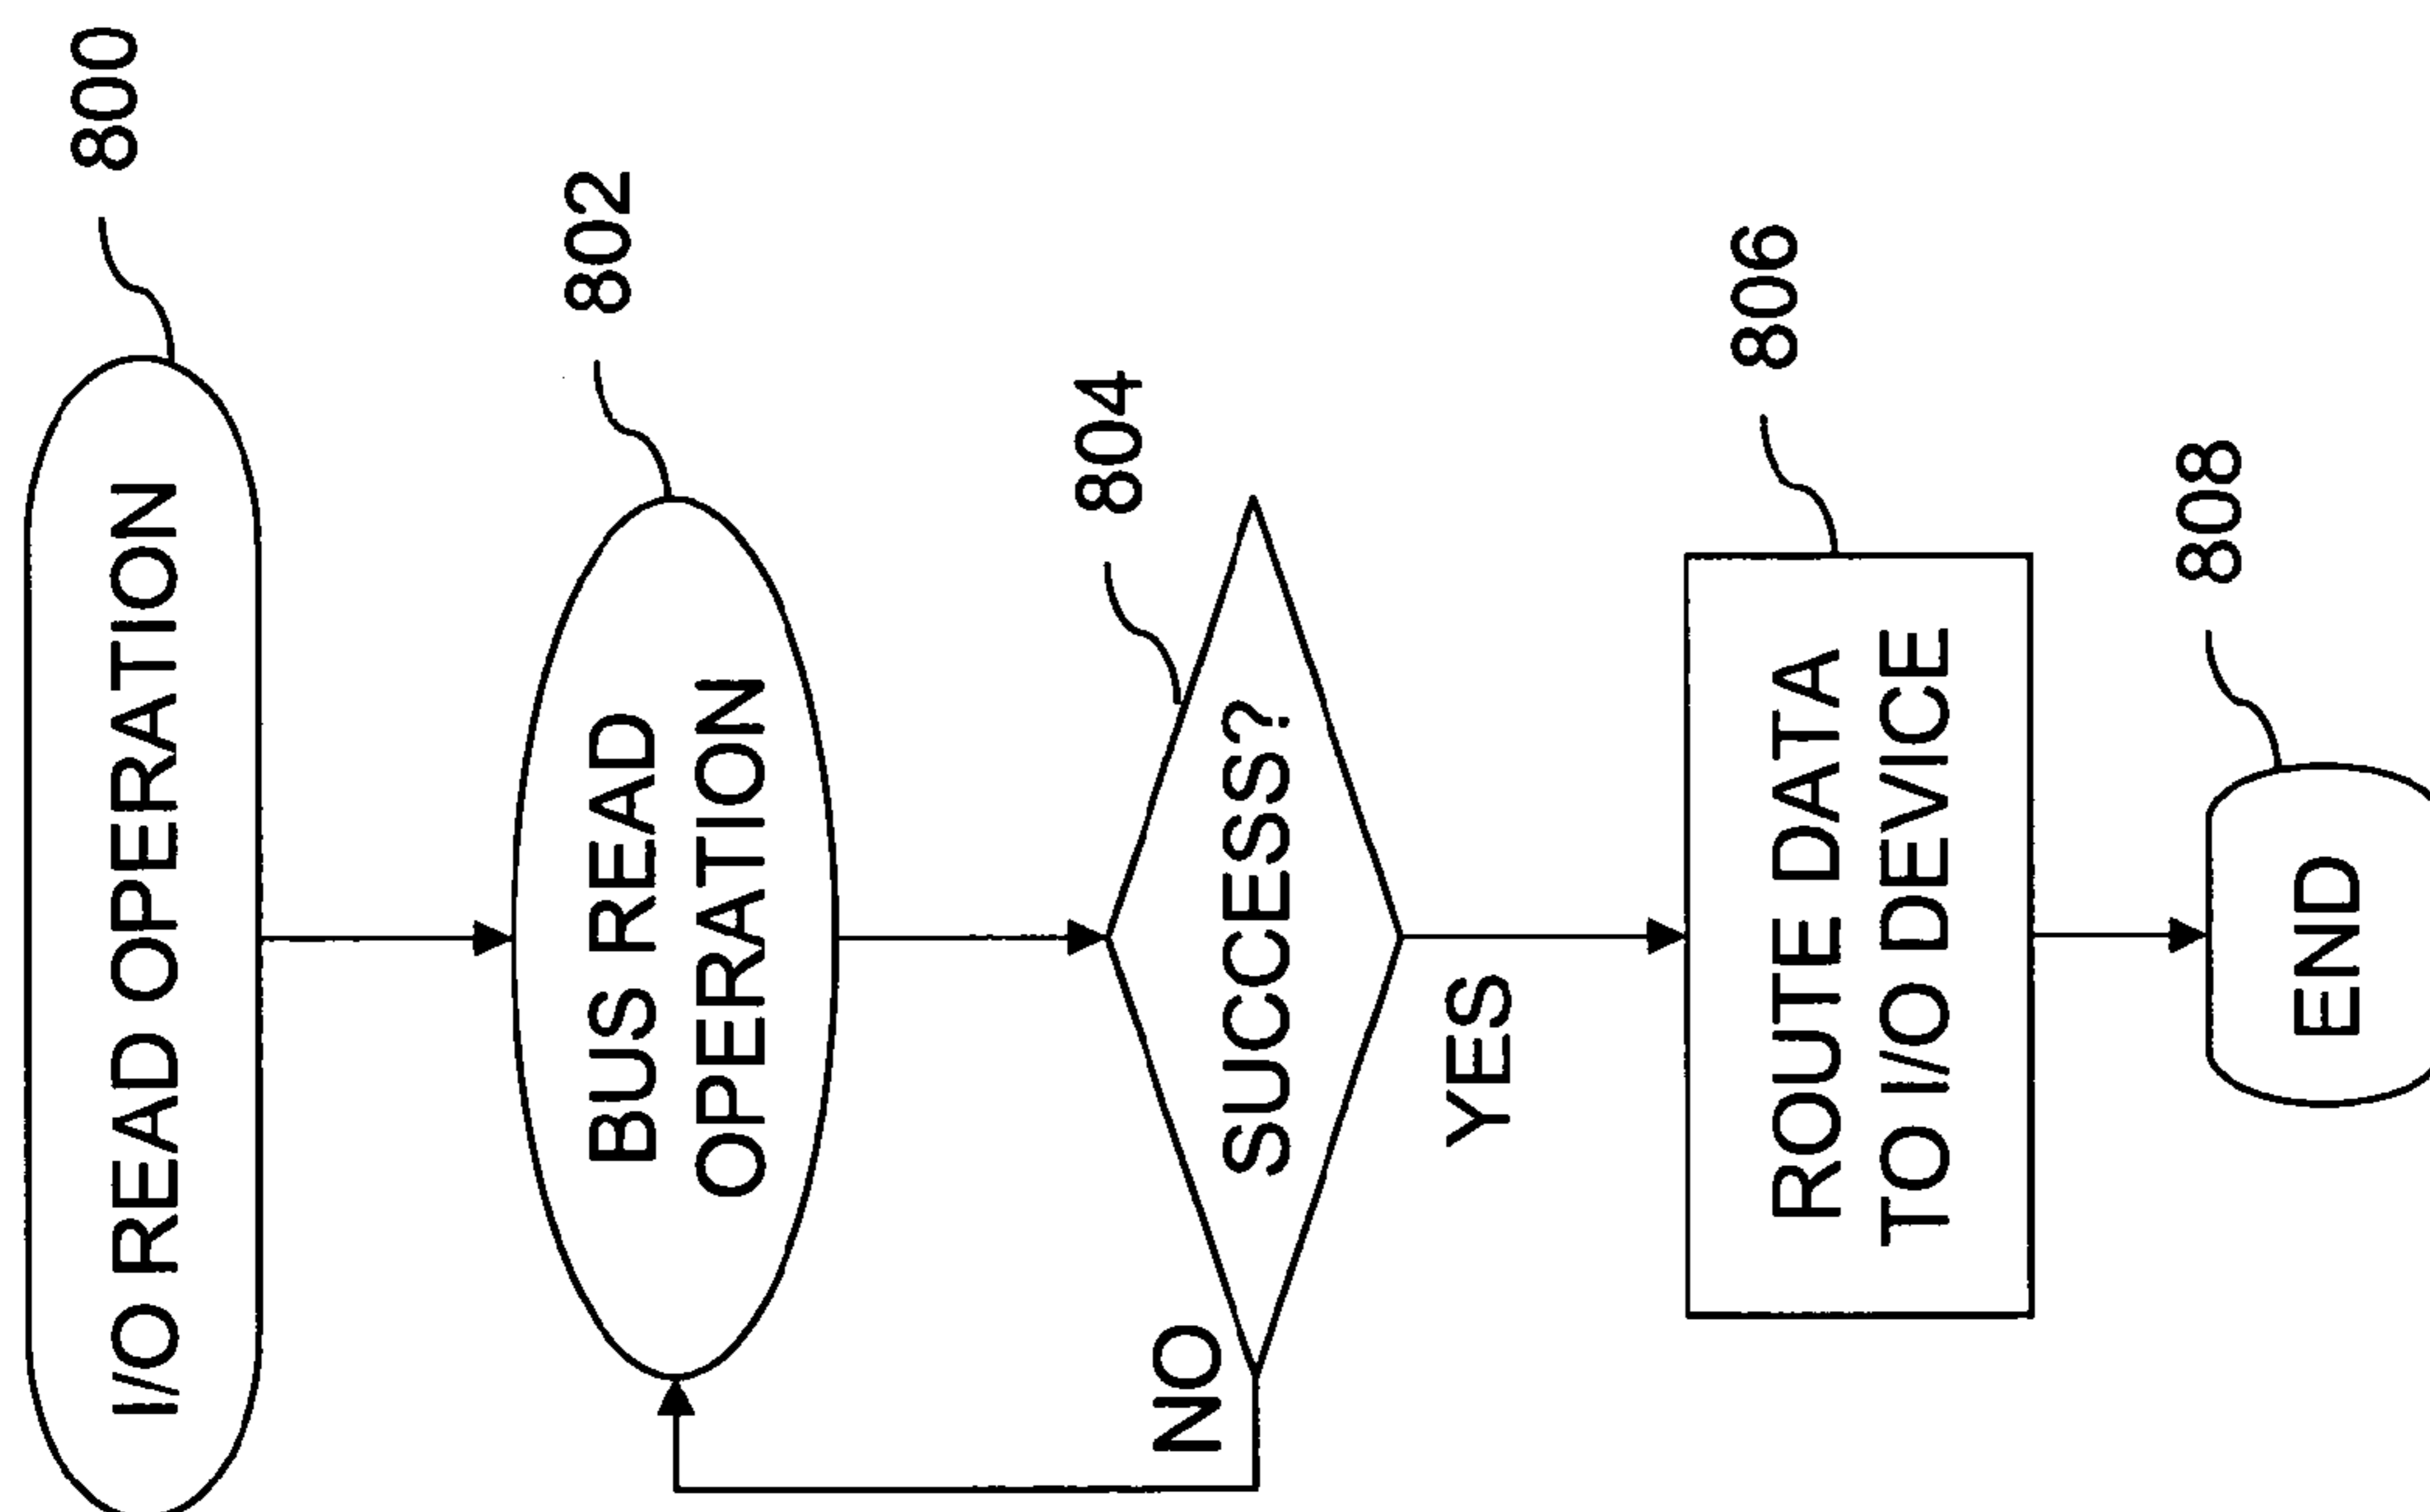 I/O READ OPERATION
800
BUS READ
OPERATION
802
SUCCESS?
804
NO
YES
ROUTE DATA
TO I/O DEVICE
806
END
808